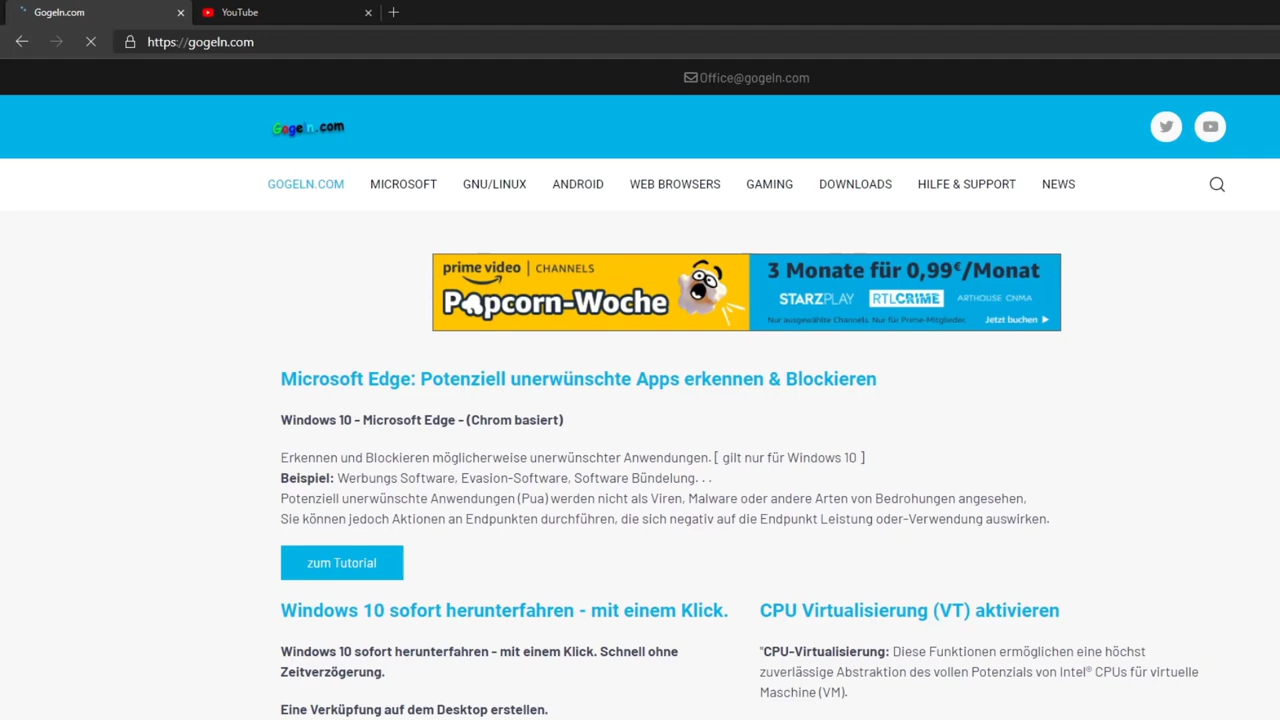 Gogeln.com
YouTube
https://gogeln.com
Office@gogeln.com
Gogeln.com
GOGELN.COM MICROSOFT GNU/LINUX ANDROID WEB BROWSERS GAMING DOWNLOADS HILFE & SUPPORT NEWS
prime video | CHANNELS
Popcorn-Woche
3 Monate für 0,99€/Monat
STARZPLAY RTLCRIME ARTHOUSE CNMA
Nur ausgewählte Channels. Nur für Prime-Mitglieder. Jetzt buchen
Microsoft Edge: Potenziell unerwünschte Apps erkennen & Blockieren
Windows 10 - Microsoft Edge - (Chrom basiert)
Erkennen und Blockieren möglicherweise unerwünschter Anwendungen. [ gilt nur für Windows 10 ]
Beispiel: Werbungs Software, Evasion-Software, Software Bündelung. . .
Potenziell unerwünschte Anwendungen (Pua) werden nicht als Viren, Malware oder andere Arten von Bedrohungen angesehen,
Sie können jedoch Aktionen an Endpunkten durchführen, die sich negativ auf die Endpunkt Leistung oder-Verwendung auswirken.
zum Tutorial
Windows 10 sofort herunterfahren - mit einem Klick.
Windows 10 sofort herunterfahren - mit einem Klick. Schnell ohne
Zeitverzögerung.
Eine Verküpfung auf dem Desktop erstellen.
CPU Virtualisierung (VT) aktivieren
"CPU-Virtualisierung: Diese Funktionen ermöglichen eine höchst
zuverlässige Abstraktion des vollen Potenzials von Intel® CPUs für virtuelle
Maschine (VM).